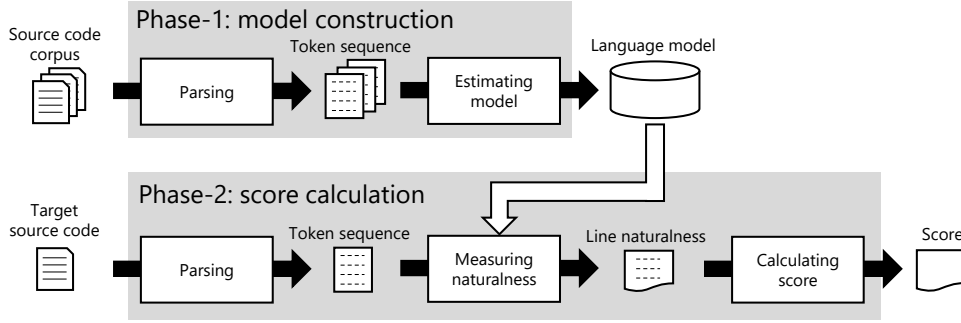 Phase-1: model construction
Source code
corpus
Token sequence
Language model
Parsing
Estimating
model
Phase-2: score calculation
Target
source code
Token sequence
Line naturalness
Score
Parsing
Measuring
naturalness
Calculating
score